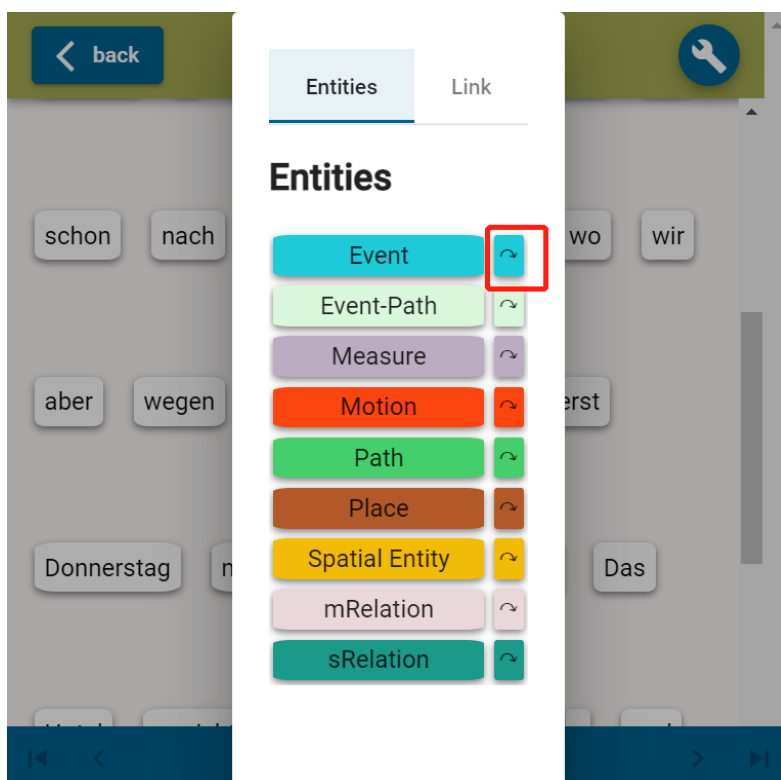 back
Entities Link
Entities
schon nach wo wir
Event
Event-Path
Measure
aber wegen erst
Motion
Path
Place
Donnerstag Das
Spatial Entity
mRelation
sRelation